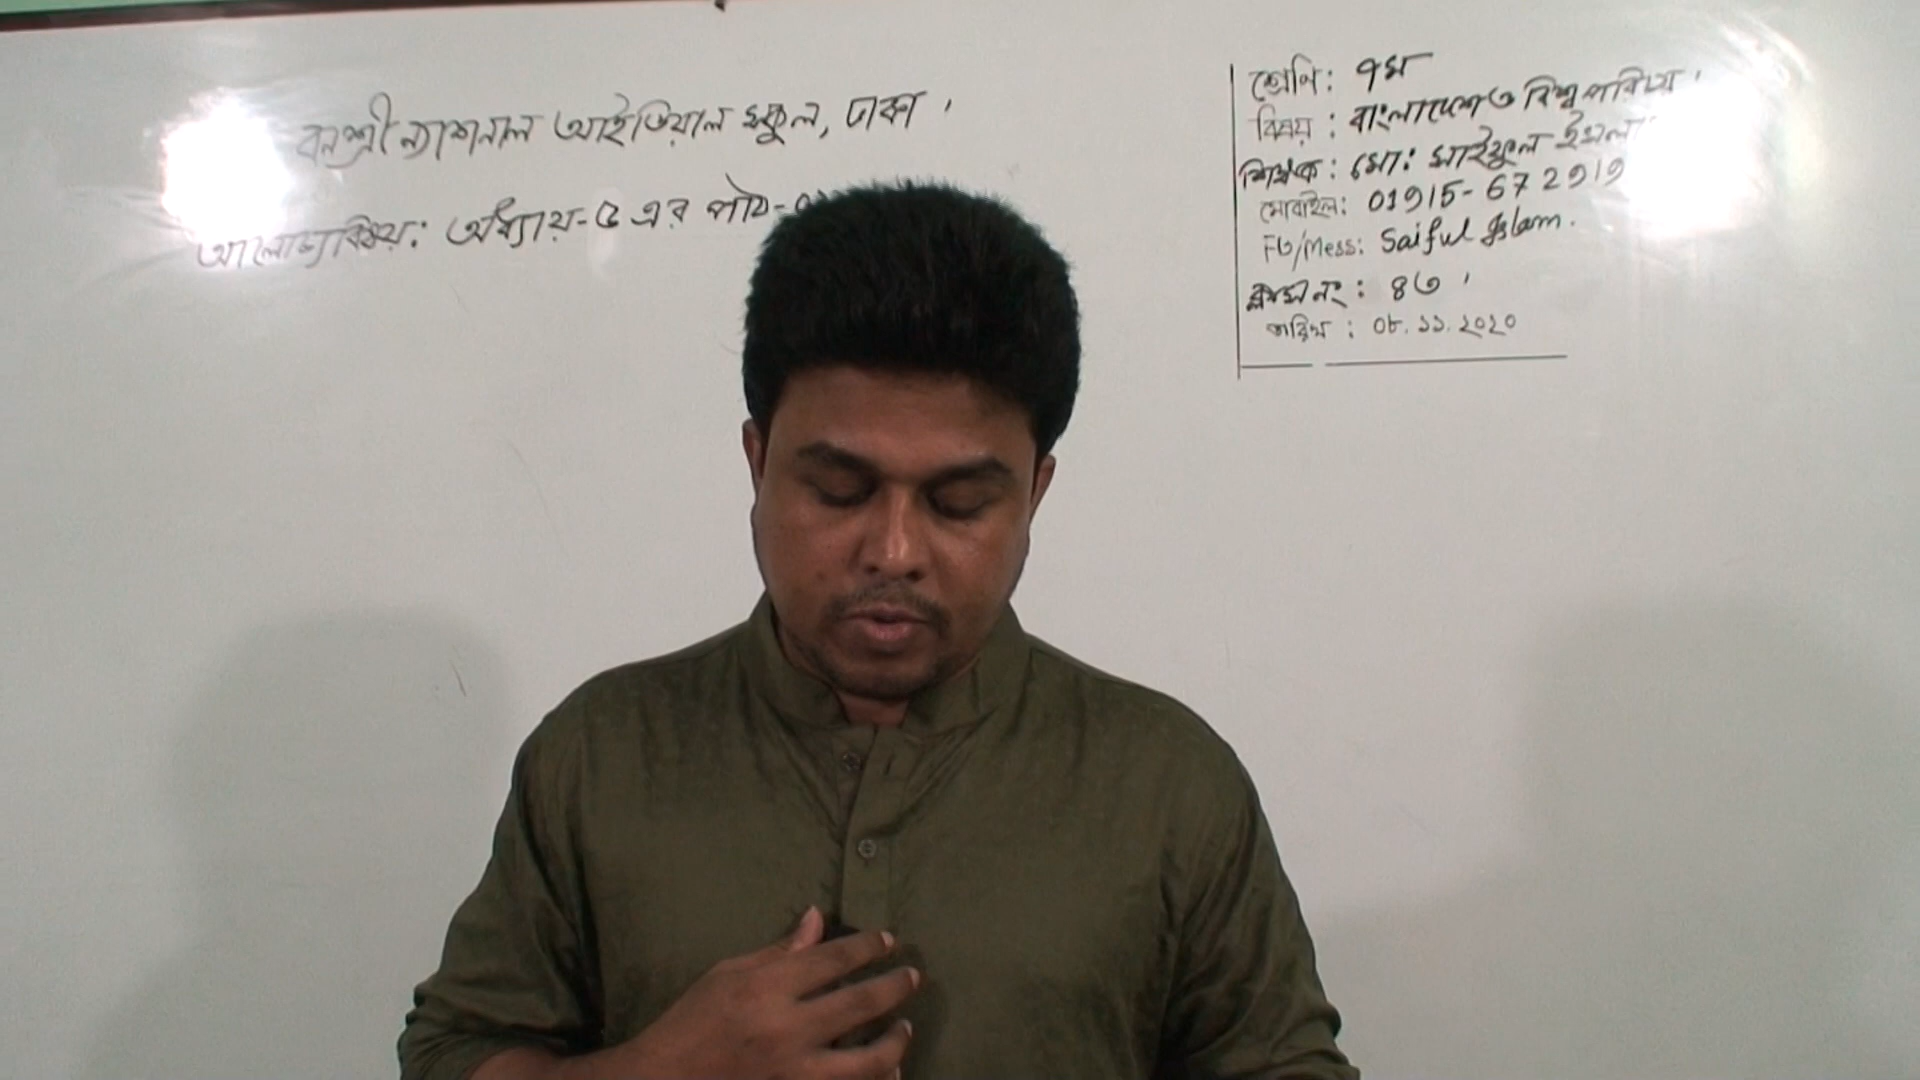 বনশ্রী ন্যাশনাল আইডিয়াল স্কুল, ঢাকা।
আলোচ্যবিষয়: অধ্যায়-৫ এর পাঠ-
শ্রেণি: ৭ম
বিষয়: বাংলাদেশ ও বিশ্বপরিচয়।
শিক্ষক: মো: সাইফুল ইসলা
মোবাইল: 01915-672919
Fb/Mess: Saiful Islam.
ক্লাস নং: ৪৩।
তারিখ: ০৮.১১.২০২০